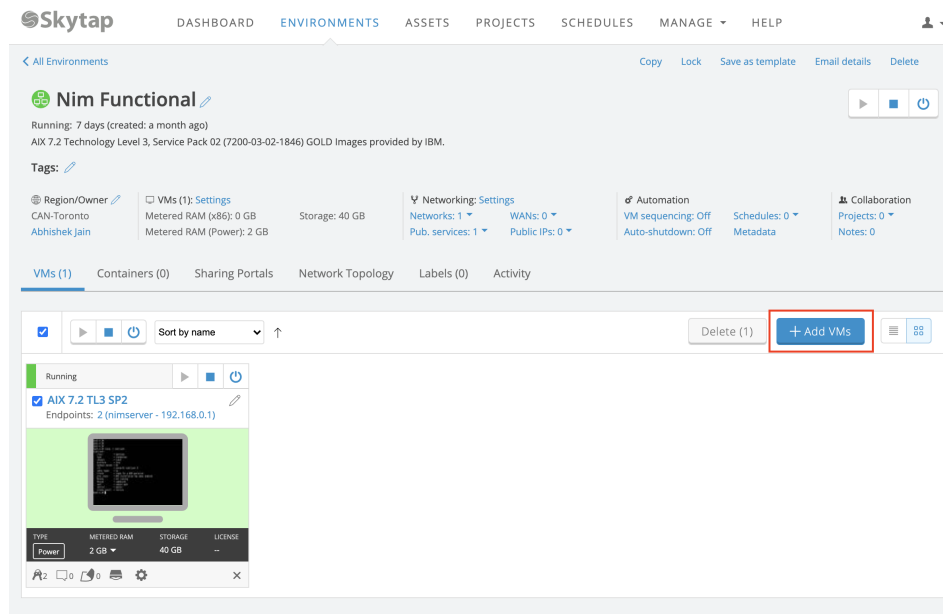 Skytap DASHBOARD ENVIRONMENTS ASSETS PROJECTS SCHEDULES MANAGE HELP
All Environments Copy Lock Save as template Email details Delete
Nim Functional
Running: 7 days (created: a month ago)
AIX 7.2 Technology Level 3, Service Pack 02 (7200-03-02-1846) GOLD Images provided by IBM.
Tags:
Region/Owner VMs (1): Settings Networking: Settings Automation Collaboration
CAN-Toronto Metered RAM (x86): 0 GB Storage: 40 GB Networks: 1 WANs: 0 VM sequencing: Off Schedules: 0 Projects: 0
Abhishek Jain Metered RAM (Power): 2 GB Pub. services: 1 Public IPs: 0 Auto-shutdown: Off Metadata Notes: 0
VMs (1) Containers (0) Sharing Portals Network Topology Labels (0) Activity
Sort by name Delete (1) + Add VMs
Running
AIX 7.2 TL3 SP2
Endpoints: 2 (nimserver - 192.168.0.1)
TYPE METERED RAM STORAGE LICENSE
Power 2 GB 40 GB --
2 0 0